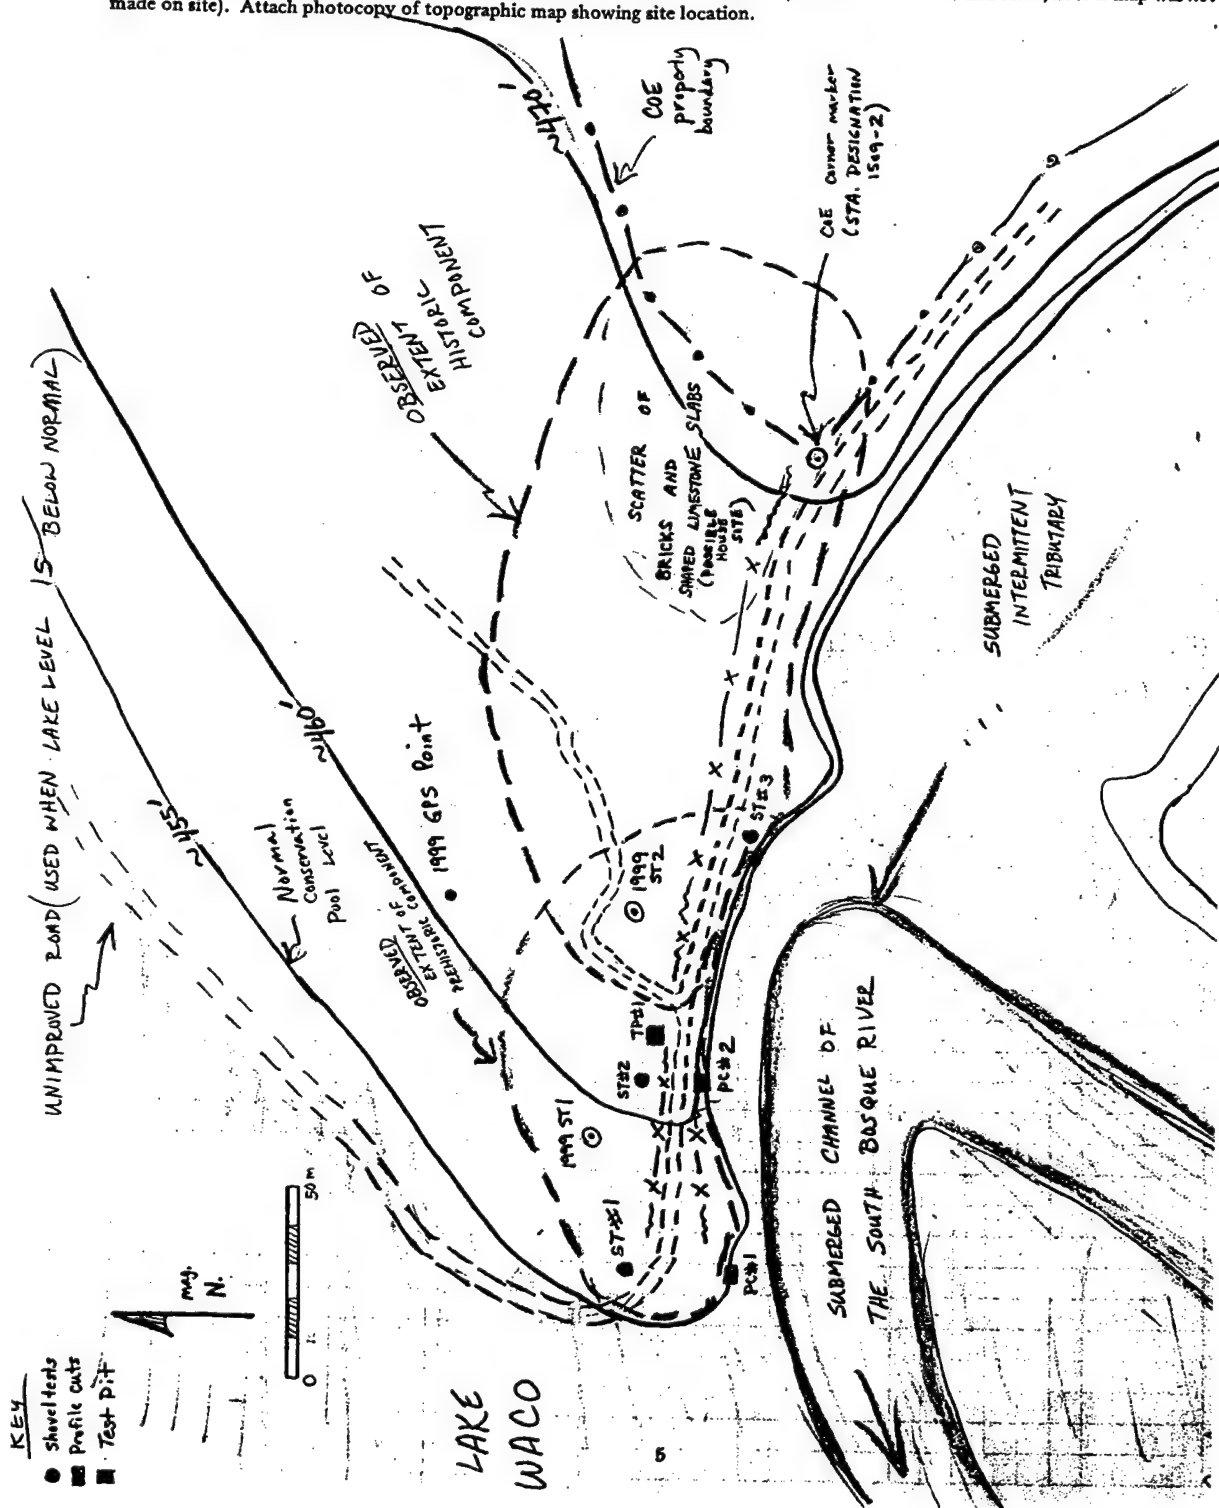 made on site). Attach photocopy of topographic map showing site location.
UNIMPROVED ROAD (USED WHEN LAKE LEVEL IS BELOW NORMAL)
~470'
COE
property
boundary
COE corner marker
(STA. DESIGNATION
1509-2)
OBSERVED OF
EXTENT OF
HISTORIC
COMPONENT
SCATTER OF
BRICKS AND
SHAPED LIMESTONE SLABS
(POSSIBLE
HOUSE
SITE)
~460'
~455'
Normal
Conservation
Pool Level
1999 GPS Point
OBSERVED
EXTENT OF
PREHISTORIC COMPONENT
1999
ST2
ST#3
TP#1
ST#2
PC#2
1999 ST1
ST#1
PC#1
SUBMERGED
INTERMITTENT
TRIBUTARY
SUBMERGED CHANNEL OF
THE SOUTH BOSQUE RIVER
mag.
N.
0
50 m
LAKE
WACO
KEY
Shovel tests
Profile cuts
Test Pit
5